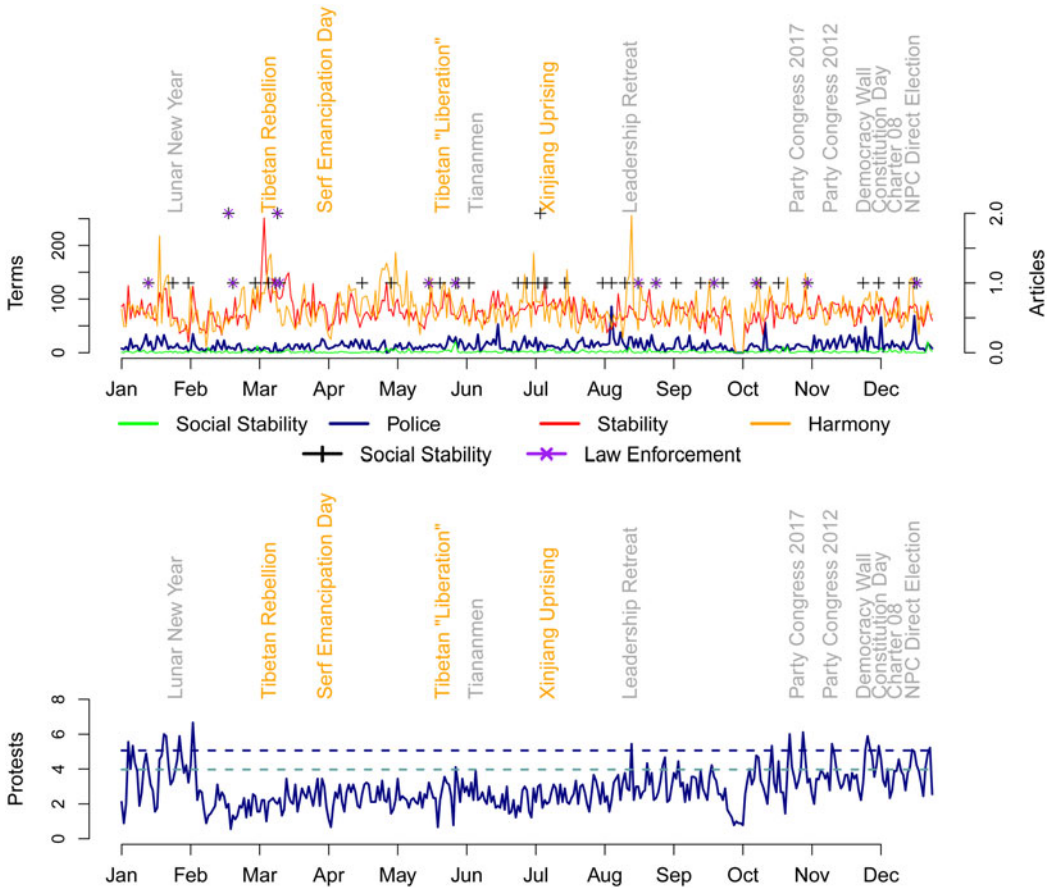 Lunar New Year
Tibetan Rebellion
Serf Emancipation Day
Tibetan "Liberation"
Tiananmen
Xinjiang Uprising
Leadership Retreat
Party Congress 2017
Party Congress 2012
Democracy Wall
Constitution Day
Charter 08
NPC Direct Election
Terms
200
100
0
Articles
2.0
1.0
0.0
Jan Feb Mar Apr May Jun Jul Aug Sep Oct Nov Dec
Social Stability Police Stability Harmony
Social Stability Law Enforcement
Lunar New Year
Tibetan Rebellion
Serf Emancipation Day
Tibetan "Liberation"
Tiananmen
Xinjiang Uprising
Leadership Retreat
Party Congress 2017
Party Congress 2012
Democracy Wall
Constitution Day
Charter 08
NPC Direct Election
Protests
8
6
4
2
0
Jan Feb Mar Apr May Jun Jul Aug Sep Oct Nov Dec